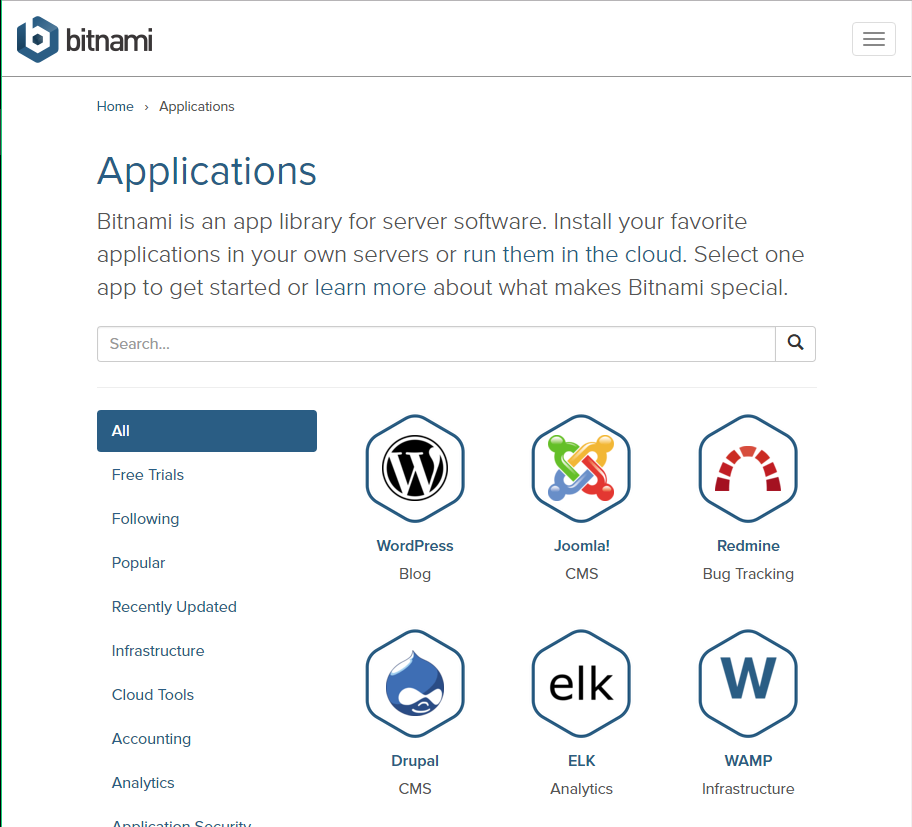 bitnami
Home › Applications
Applications
Bitnami is an app library for server software. Install your favorite
applications in your own servers or run them in the cloud. Select one
app to get started or learn more about what makes Bitnami special.
Search...
All
Free Trials
Following
Popular
Recently Updated
Infrastructure
Cloud Tools
Accounting
Analytics
Application Security
W
WordPress
Blog
Joomla!
CMS
Redmine
Bug Tracking
Drupal
CMS
elk
ELK
Analytics
W
WAMP
Infrastructure